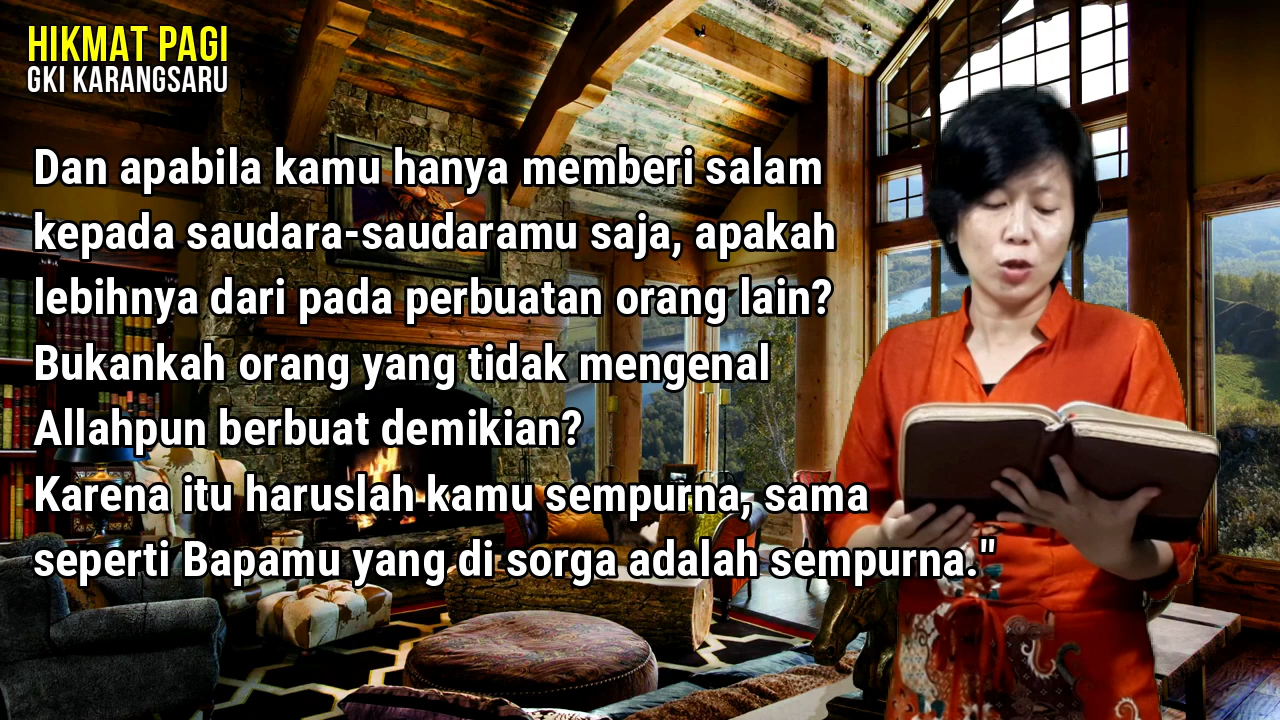 HIKMAT PAGI
GKI KARANGSARU
Dan apabila kamu hanya memberi salam
kepada saudara-saudaramu saja, apakah
lebihnya dari pada perbuatan orang lain?
Bukankah orang yang tidak mengenal
Allahpun berbuat demikian?
Karena itu haruslah kamu sempurna, sama
seperti Bapamu yang di sorga adalah sempurna."